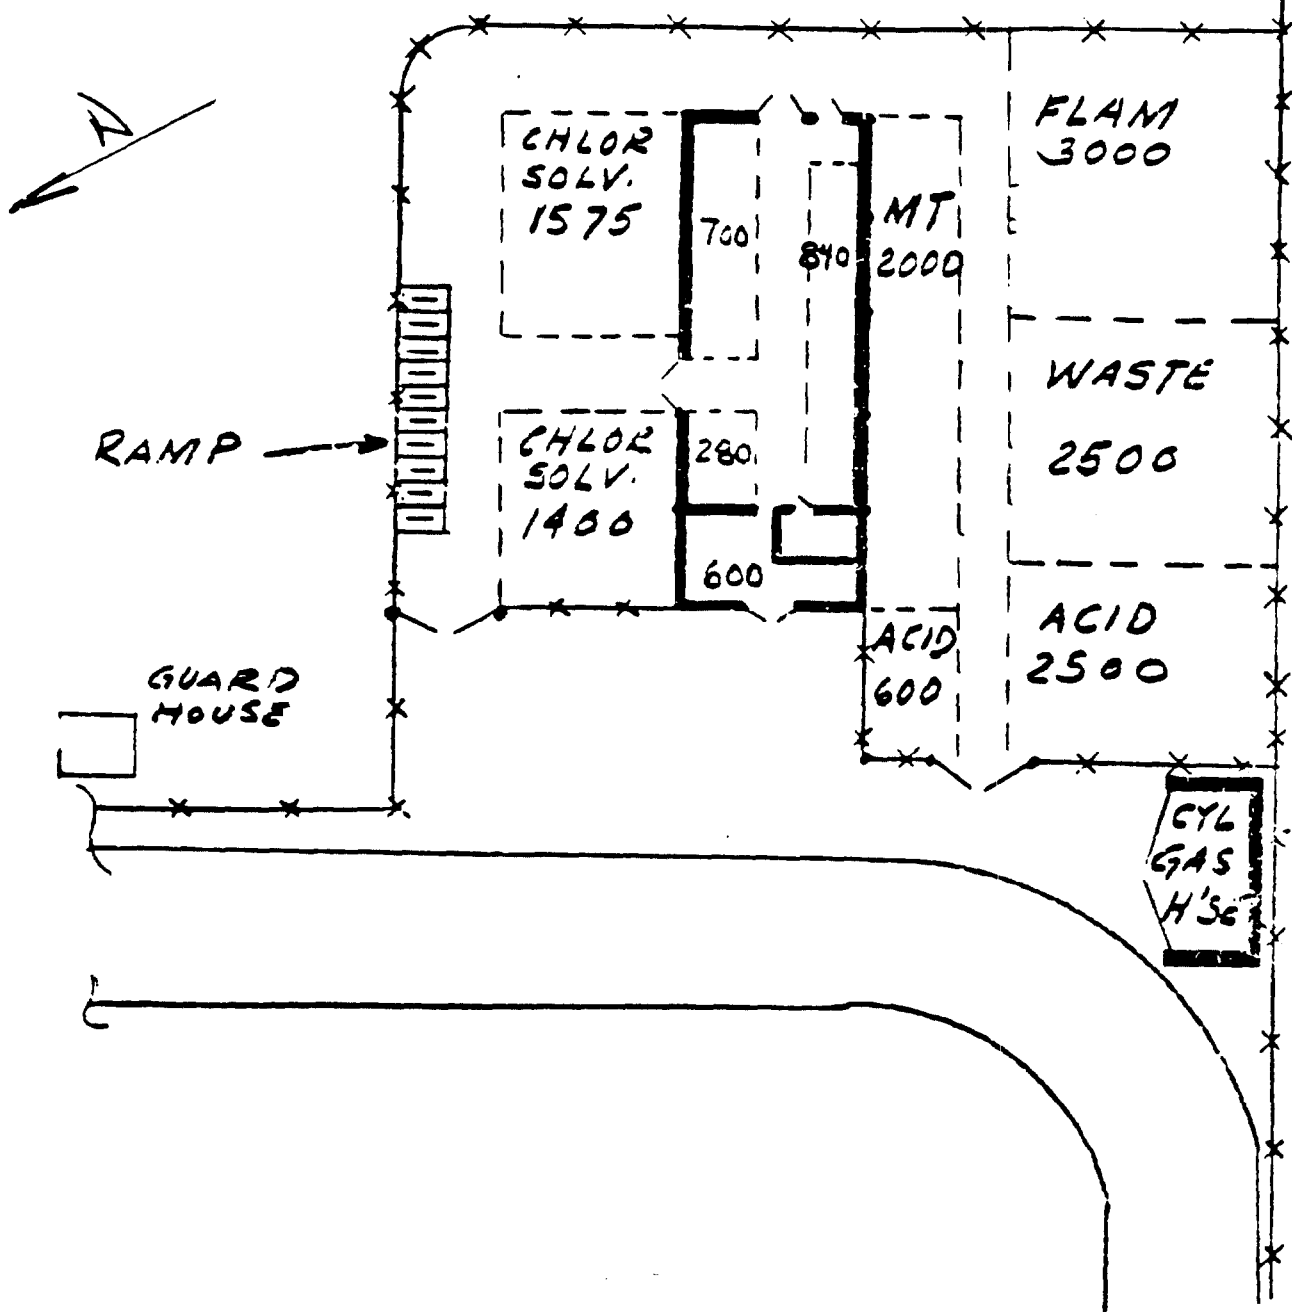 N
FLAM
3000
CHLOR
SOLV.
1575
700
840
MT
2000
WASTE
2500
RAMP
CHLOR
SOLV.
1400
280
600
ACID
2500
ACID
600
GUARD
HOUSE
CYL
GAS
H'SE